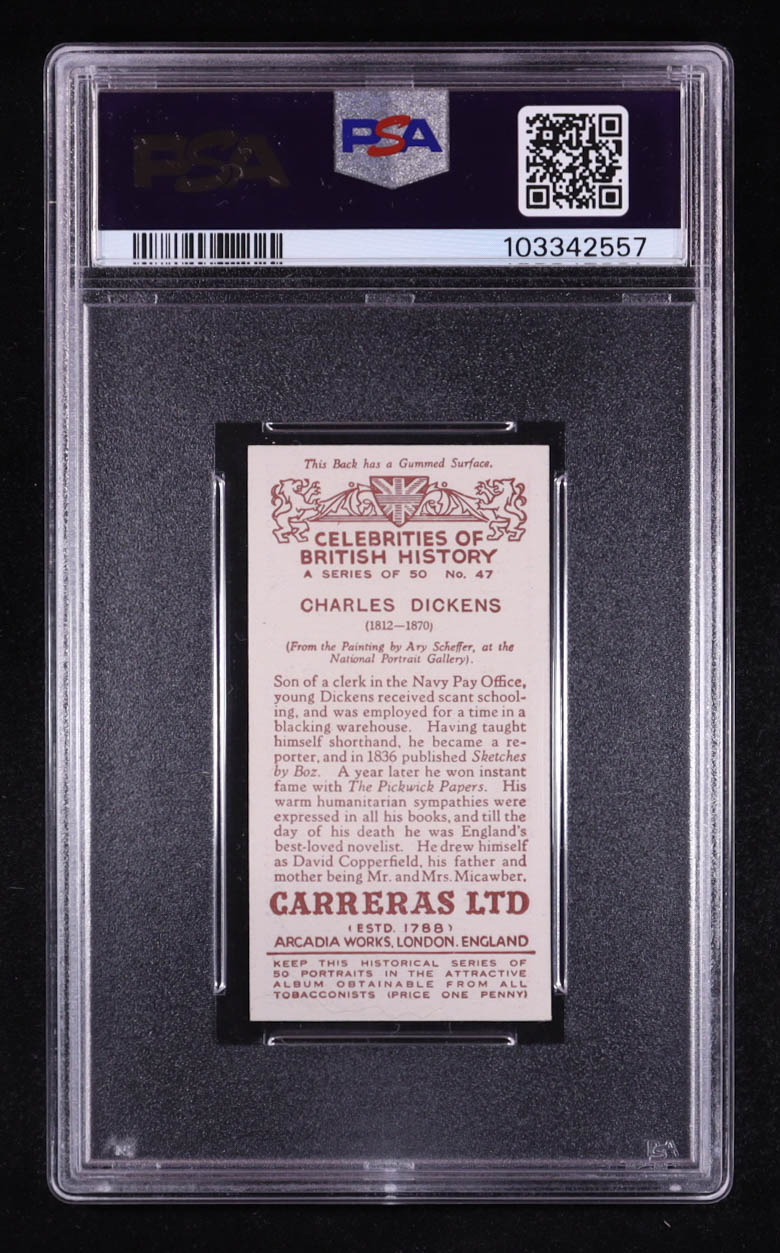 PSA
PSA
103342557
This Back has a Gummed Surface.
CELEBRITIES OF
BRITISH HISTORY
A SERIES OF 50 No. 47
CHARLES DICKENS
(1812—1870)
(From the Painting by Ary Scheffer, at the
National Portrait Gallery).
Son of a clerk in the Navy Pay Office,
young Dickens received scant school-
ing, and was employed for a time in a
blacking warehouse. Having taught
himself shorthand, he became a re-
porter, and in 1836 published Sketches
by Boz. A year later he won instant
fame with The Pickwick Papers. His
warm humanitarian sympathies were
expressed in all his books, and till the
day of his death he was England's
best-loved novelist. He drew himself
as David Copperfield, his father and
mother being Mr. and Mrs. Micawber.
CARRERAS LTD
(ESTD. 1788)
ARCADIA WORKS, LONDON. ENGLAND
KEEP THIS HISTORICAL SERIES OF
50 PORTRAITS IN THE ATTRACTIVE
ALBUM OBTAINABLE FROM ALL
TOBACCONISTS (PRICE ONE PENNY)
PSA